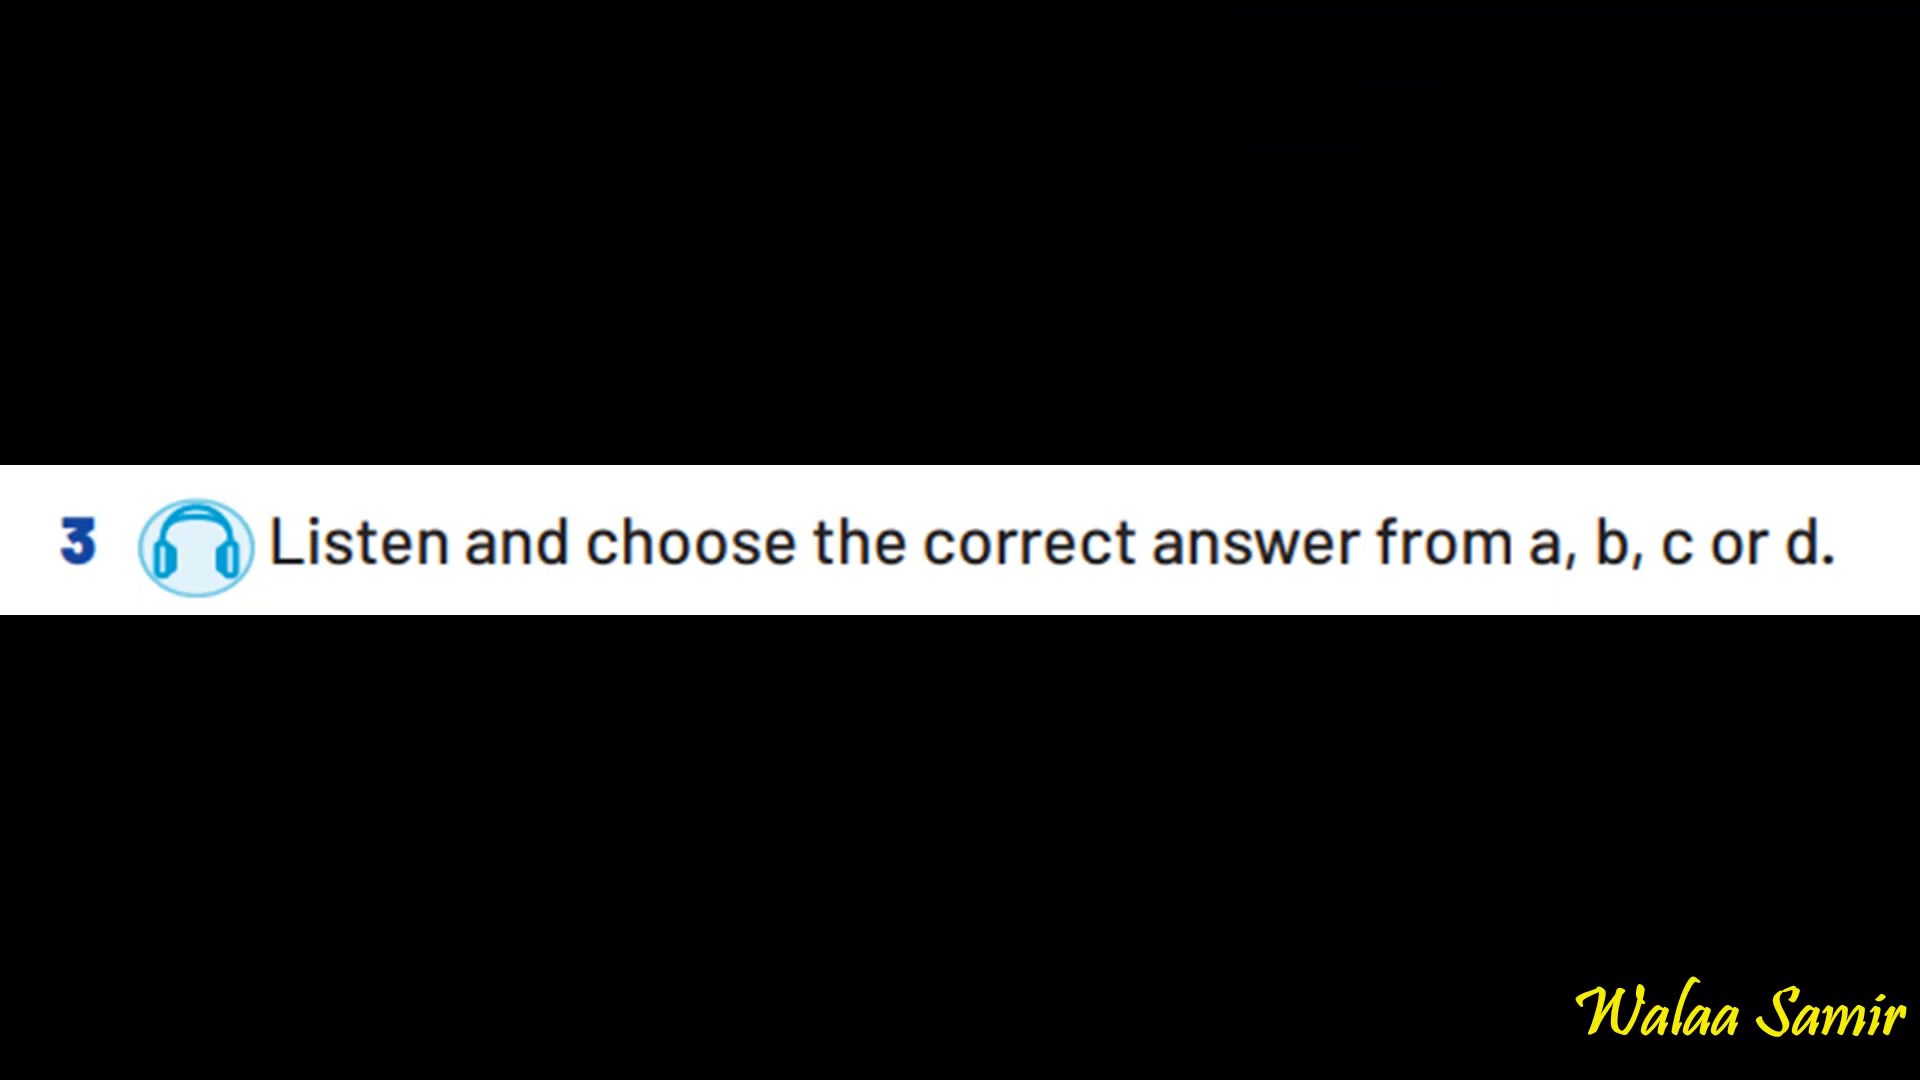 3 Listen and choose the correct answer from a, b, c or d.
Walaa Samir